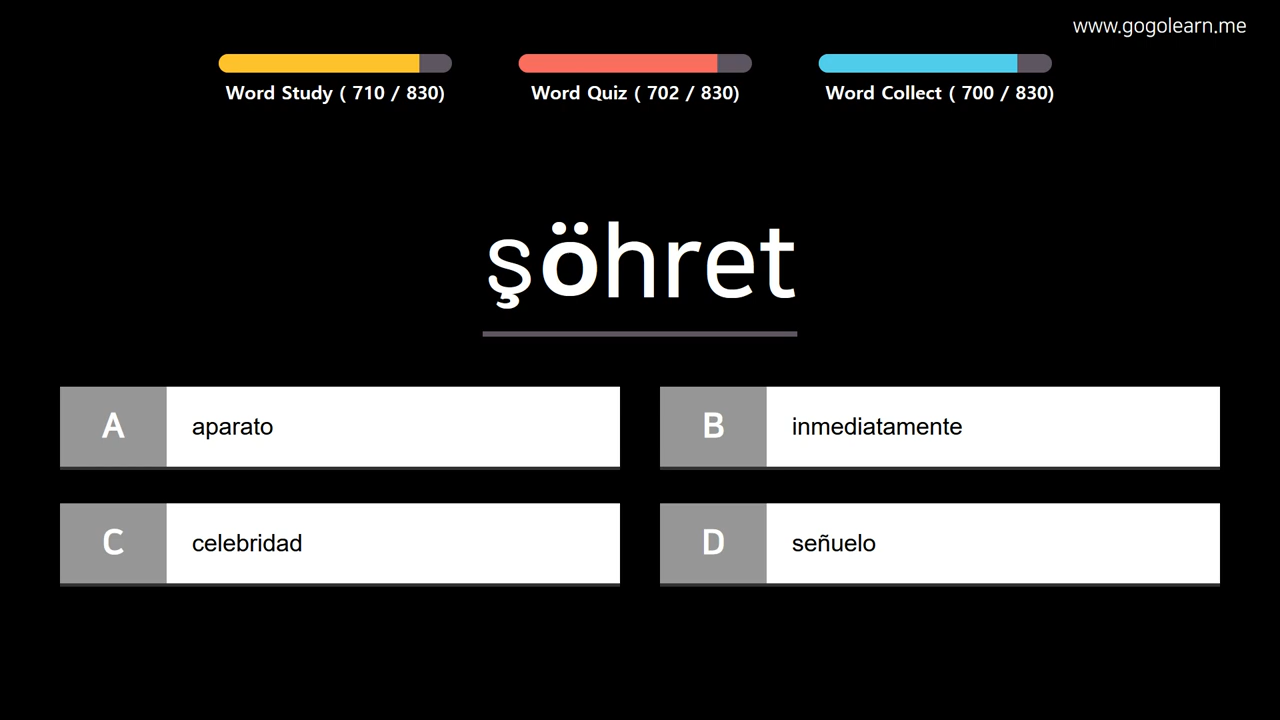 www.gogolearn.me
Word Study ( 710 / 830)
Word Quiz ( 702 / 830)
Word Collect ( 700 / 830)
şöhret
A aparato
B inmediatamente
C celebridad
D señuelo